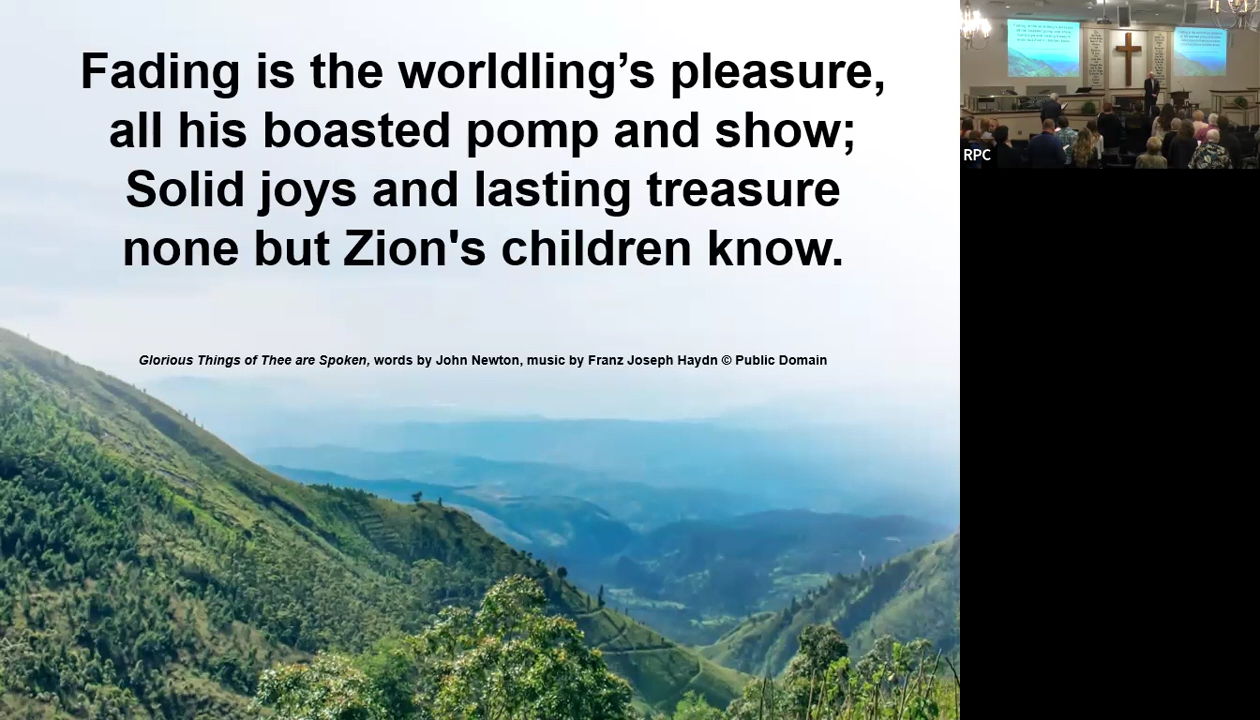 Fading is the worldling’s pleasure,
all his boasted pomp and show;
Solid joys and lasting treasure
none but Zion's children know.
Glorious Things of Thee are Spoken, words by John Newton, music by Franz Joseph Haydn © Public Domain
RPC